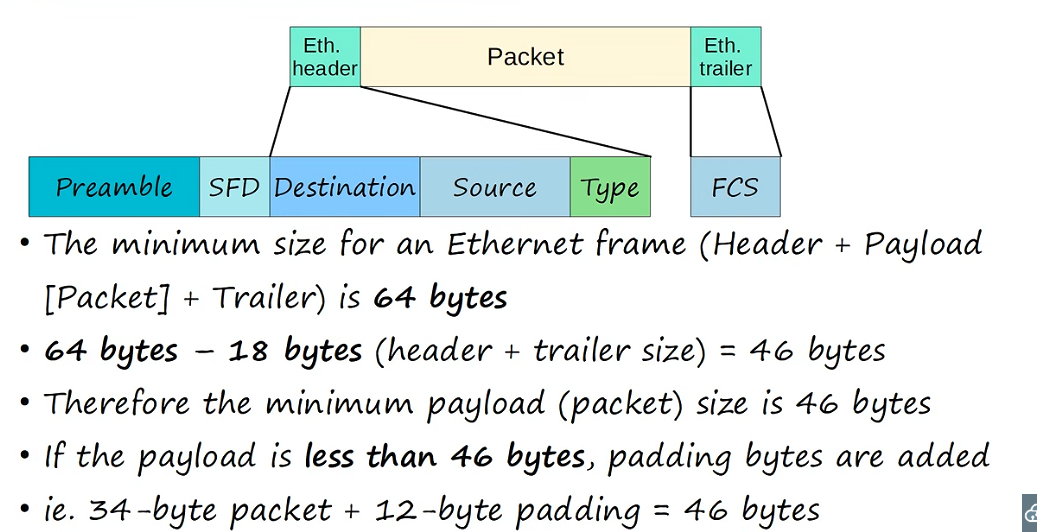 Eth. header
Packet
Eth. trailer
Preamble
SFD
Destination
Source
Type
FCS
• The minimum size for an Ethernet frame (Header + Payload
[Packet] + Trailer) is 64 bytes
• 64 bytes – 18 bytes (header + trailer size) = 46 bytes
• Therefore the minimum payload (packet) size is 46 bytes
• If the payload is less than 46 bytes, padding bytes are added
• ie. 34-byte packet + 12-byte padding = 46 bytes